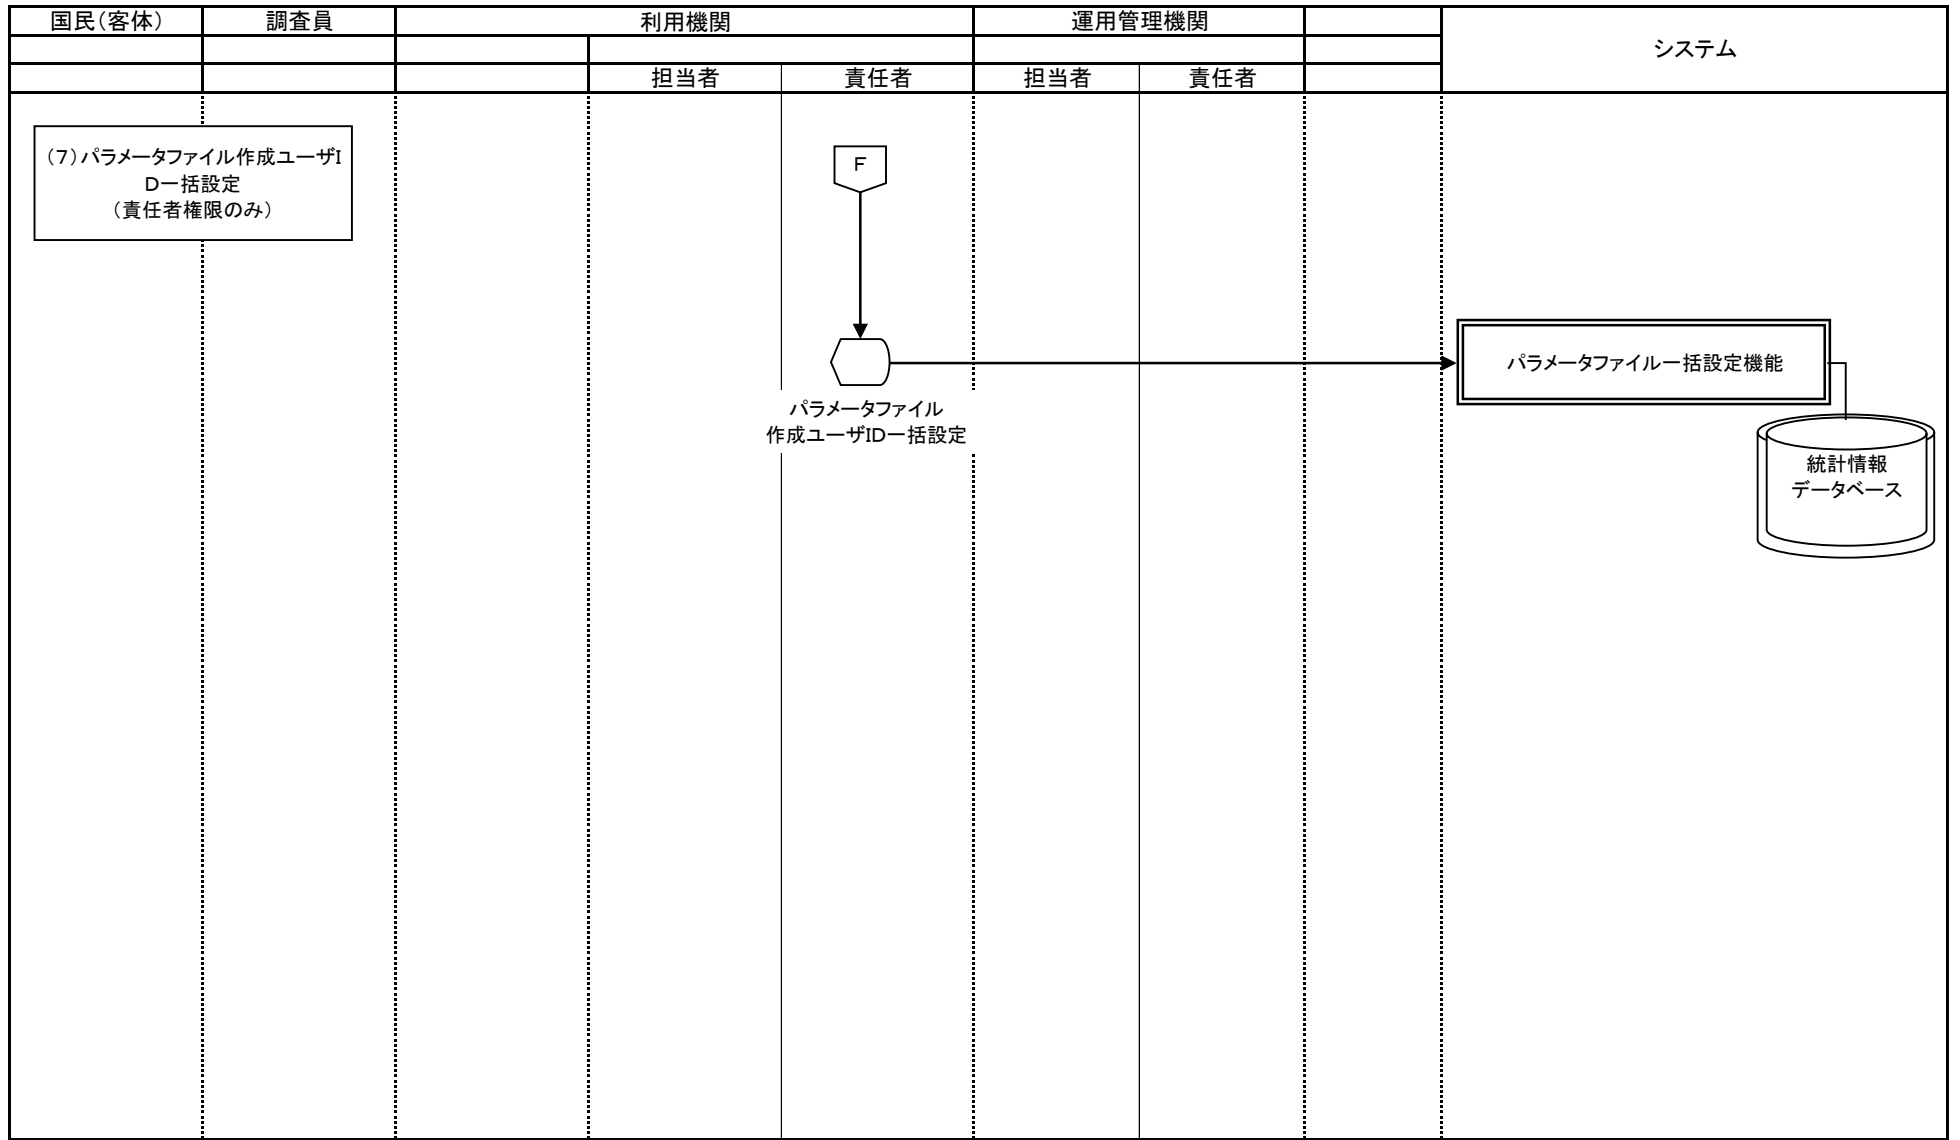 国民(客体)
調査員
利用機関
運用管理機関
システム
担当者
責任者
担当者
責任者
(7)パラメータファイル作成ユーザI
D一括設定
(責任者権限のみ)
F
パラメータファイル一括設定機能
パラメータファイル
作成ユーザID一括設定
統計情報
データベース